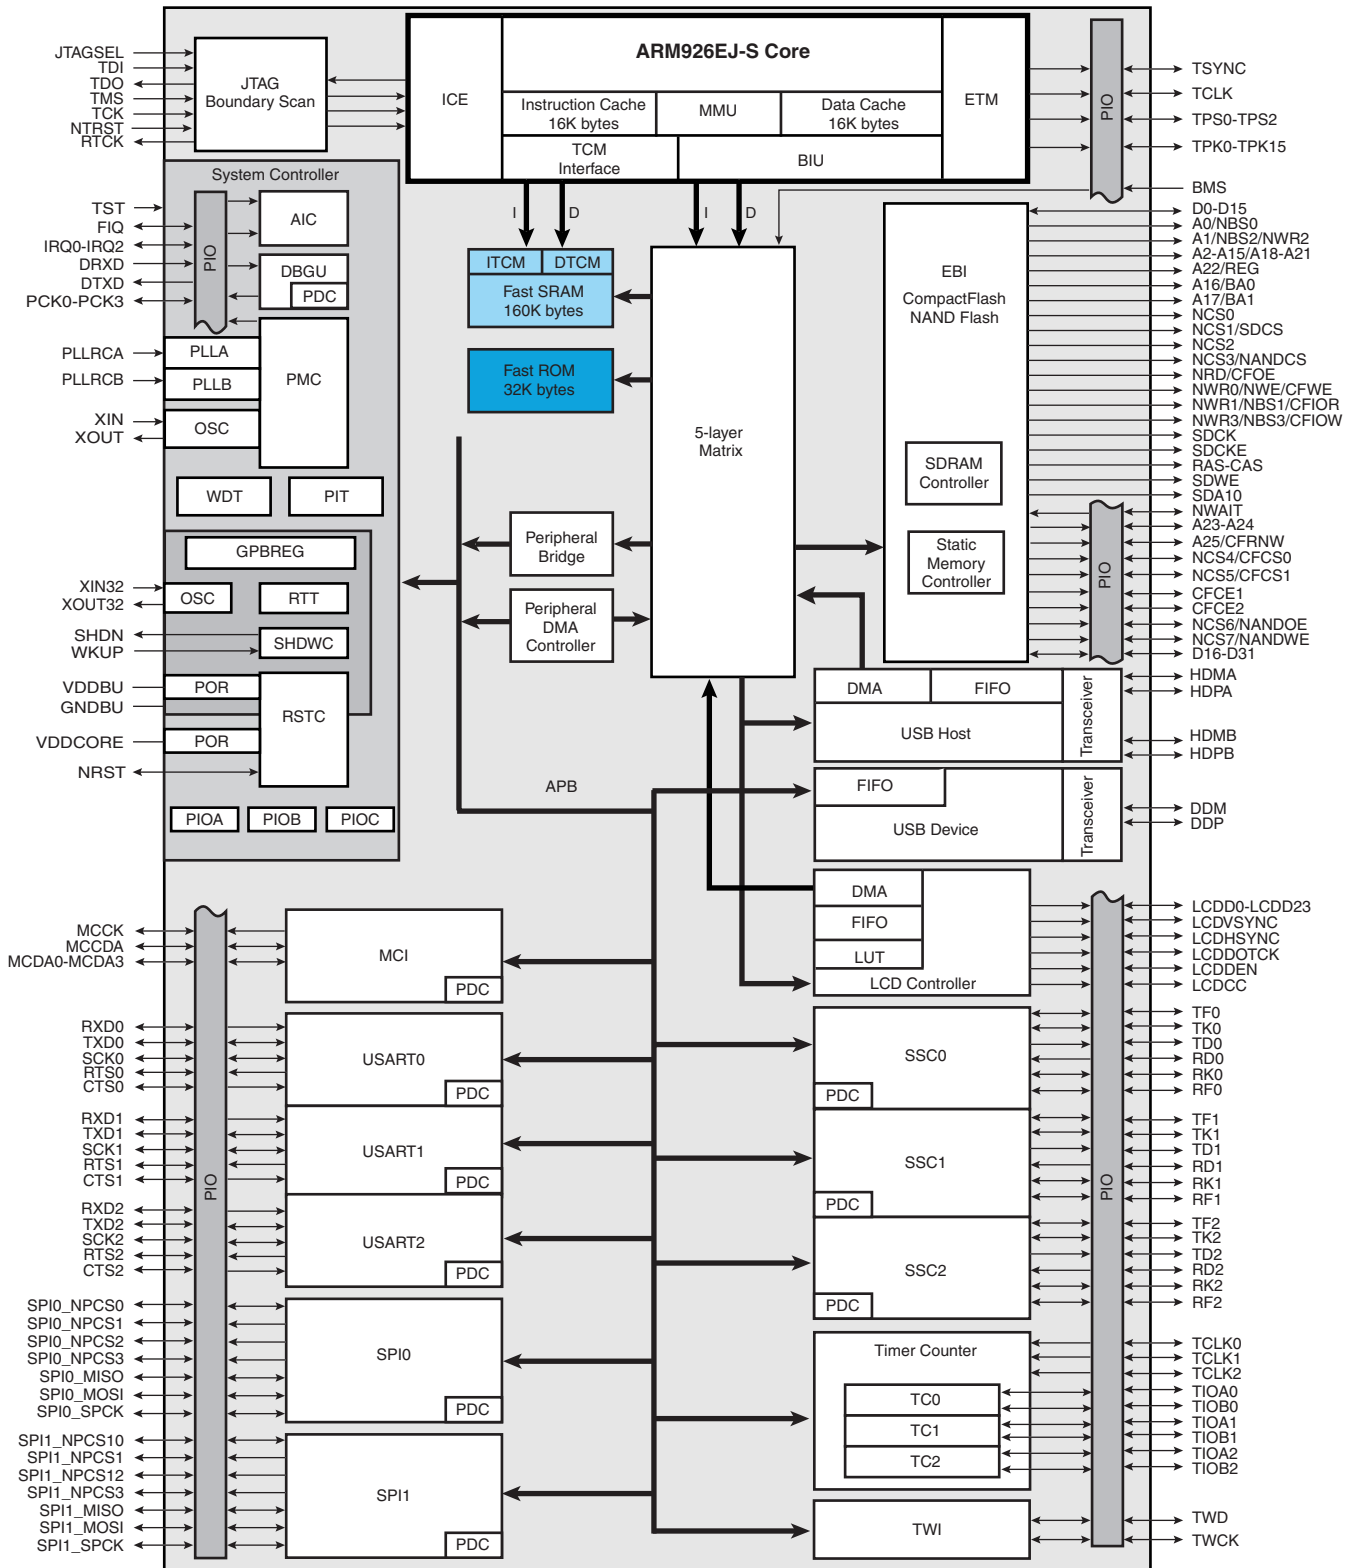 JTAGSEL
TDI
TDO
TMS
TCK
NTRST
RTCK
JTAG
Boundary Scan
ICE
ARM926EJ-S Core
Instruction Cache
16K bytes
MMU
Data Cache
16K bytes
TCM
Interface
BIU
ETM
PIO
TSYNC
TCLK
TPS0-TPS2
TPK0-TPK15
BMS
System Controller
TST
FIQ
IRQ0-IRQ2
DRXD
DTXD
PCK0-PCK3
PIO
AIC
DBGU
PDC
PLLRCA
PLLRCB
XIN
XOUT
PLLA
PLLB
OSC
PMC
WDT
PIT
GPBREG
XIN32
XOUT32
OSC
RTT
SHDN
WKUP
SHDWC
VDDBU
GNDBU
POR
RSTC
VDDCORE
POR
NRST
PIOA
PIOB
PIOC
I
D
I
D
ITCM
DTCM
Fast SRAM
160K bytes
Fast ROM
32K bytes
5-layer
Matrix
Peripheral
Bridge
Peripheral
DMA
Controller
APB
EBI
CompactFlash
NAND Flash
SDRAM
Controller
Static
Memory
Controller
PIO
D0-D15
A0/NBS0
A1/NBS2/NWR2
A2-A15/A18-A21
A22/REG
A16/BA0
A17/BA1
NCS0
NCS1/SDCS
NCS2
NCS3/NANDCS
NRD/CFOE
NWR0/NWE/CFWE
NWR1/NBS1/CFIOR
NWR3/NBS3/CFIOW
SDCK
SDCKE
RAS-CAS
SDWE
SDA10
NWAIT
A23-A24
A25/CFRNW
NCS4/CFCS0
NCS5/CFCS1
CFCE1
CFCE2
NCS6/NANDOE
NCS7/NANDWE
D16-D31
DMA
FIFO
USB Host
Transceiver
HDMA
HDPA
HDMB
HDPB
FIFO
USB Device
Transceiver
DDM
DDP
DMA
FIFO
LUT
LCD Controller
LCDD0-LCDD23
LCDVSYNC
LCDHSYNC
LCDDOTCK
LCDDEN
LCDCC
PIO
MCCK
MCCDA
MCDA0-MCDA3
MCI
PDC
RXD0
TXD0
SCK0
RTS0
CTS0
USART0
PDC
RXD1
TXD1
SCK1
RTS1
CTS1
PIO
USART1
PDC
RXD2
TXD2
SCK2
RTS2
CTS2
USART2
PDC
SPI0_NPCS0
SPI0_NPCS1
SPI0_NPCS2
SPI0_NPCS3
SPI0_MISO
SPI0_MOSI
SPI0_SPCK
SPI0
PDC
SPI1_NPCS10
SPI1_NPCS1
SPI1_NPCS12
SPI1_NPCS3
SPI1_MISO
SPI1_MOSI
SPI1_SPCK
SPI1
PDC
SSC0
PDC
TF0
TK0
TD0
RD0
RK0
RF0
SSC1
PDC
TF1
TK1
TD1
RD1
RK1
RF1
SSC2
PDC
TF2
TK2
TD2
RD2
RK2
RF2
Timer Counter
TC0
TC1
TC2
TCLK0
TCLK1
TCLK2
TIOA0
TIOB0
TIOA1
TIOB1
TIOA2
TIOB2
TWI
TWD
TWCK